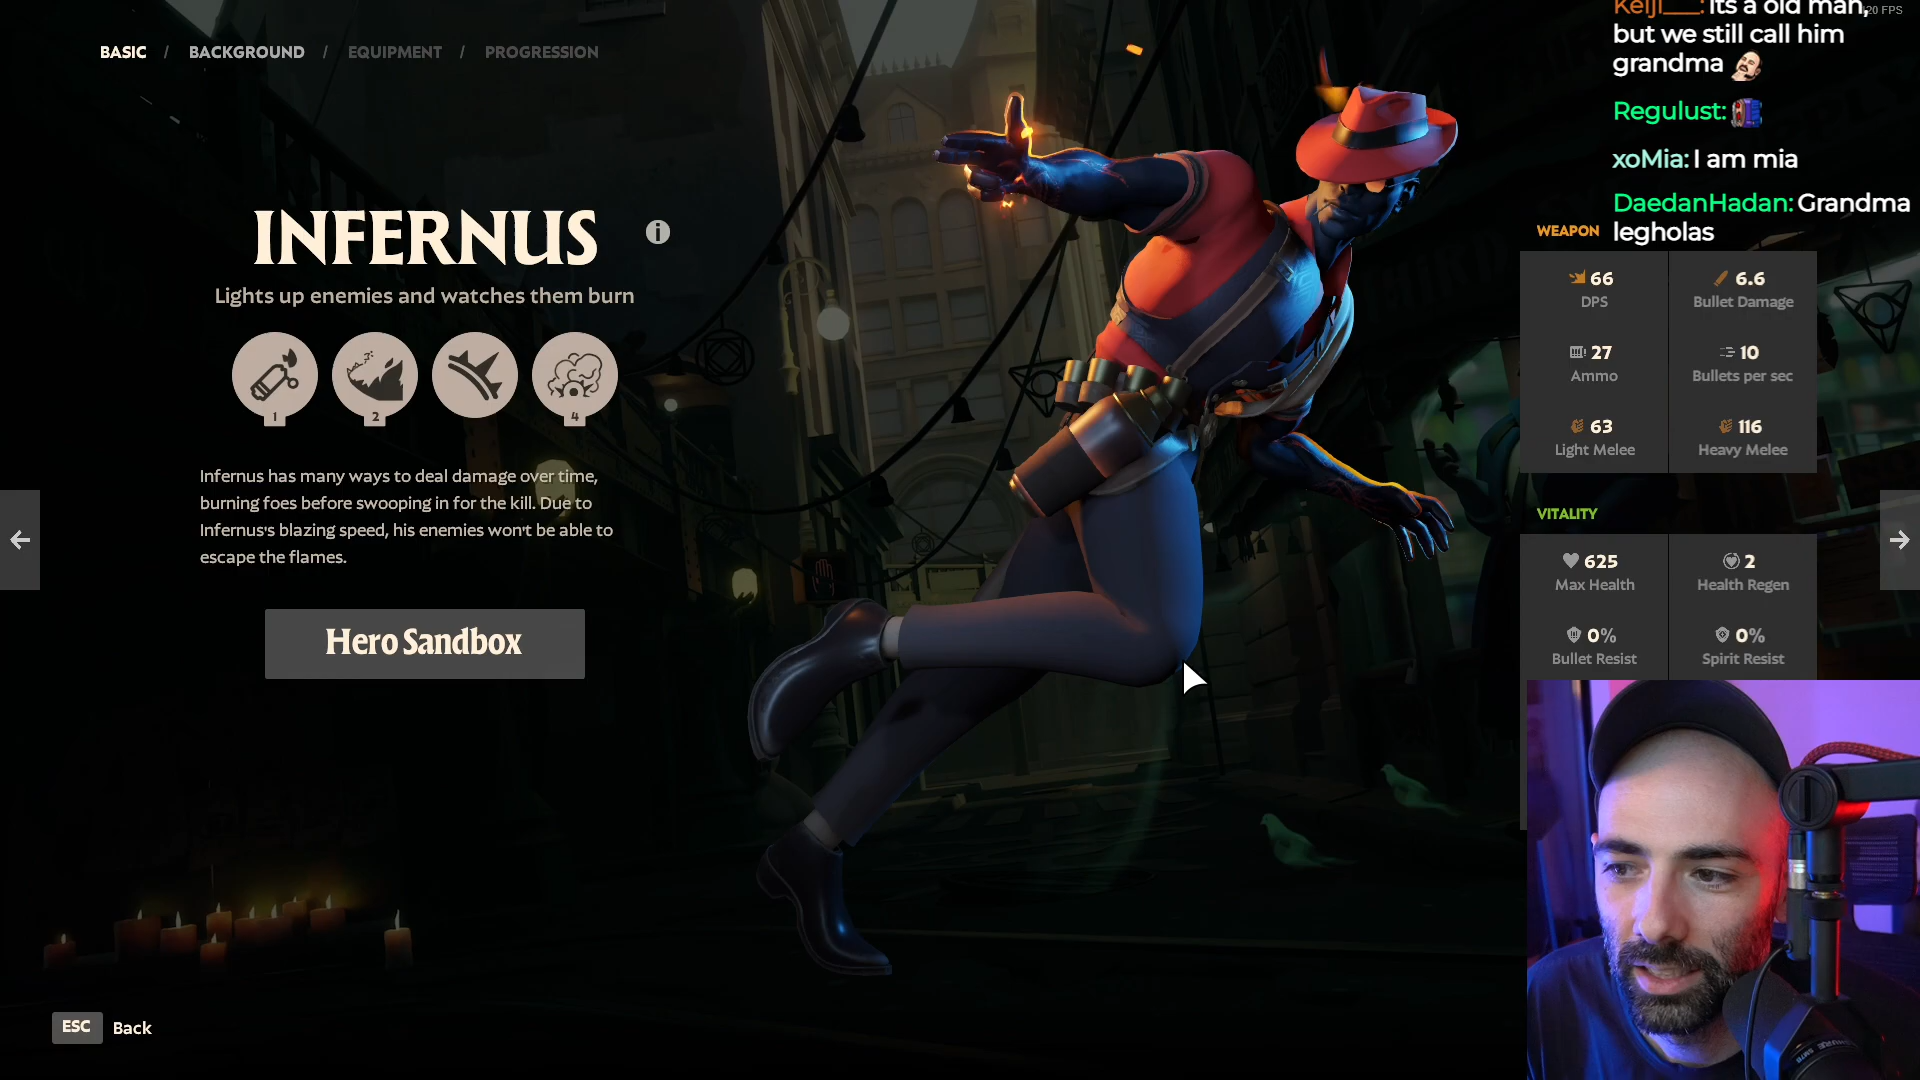 BASIC / BACKGROUND / EQUIPMENT / PROGRESSION
INFERNUS
Lights up enemies and watches them burn
1
2
4
Infernus has many ways to deal damage over time,
burning foes before swooping in for the kill. Due to
Infernus's blazing speed, his enemies won't be able to
escape the flames.
Hero Sandbox
ESC Back
Keiji___: its a old man,
but we still call him
grandma
Regulust:
xoMia: I am mia
DaedanHadan: Grandma
legholas
WEAPON
66
DPS
6.6
Bullet Damage
27
Ammo
10
Bullets per sec
63
Light Melee
116
Heavy Melee
VITALITY
625
Max Health
2
Health Regen
0%
Bullet Resist
0%
Spirit Resist